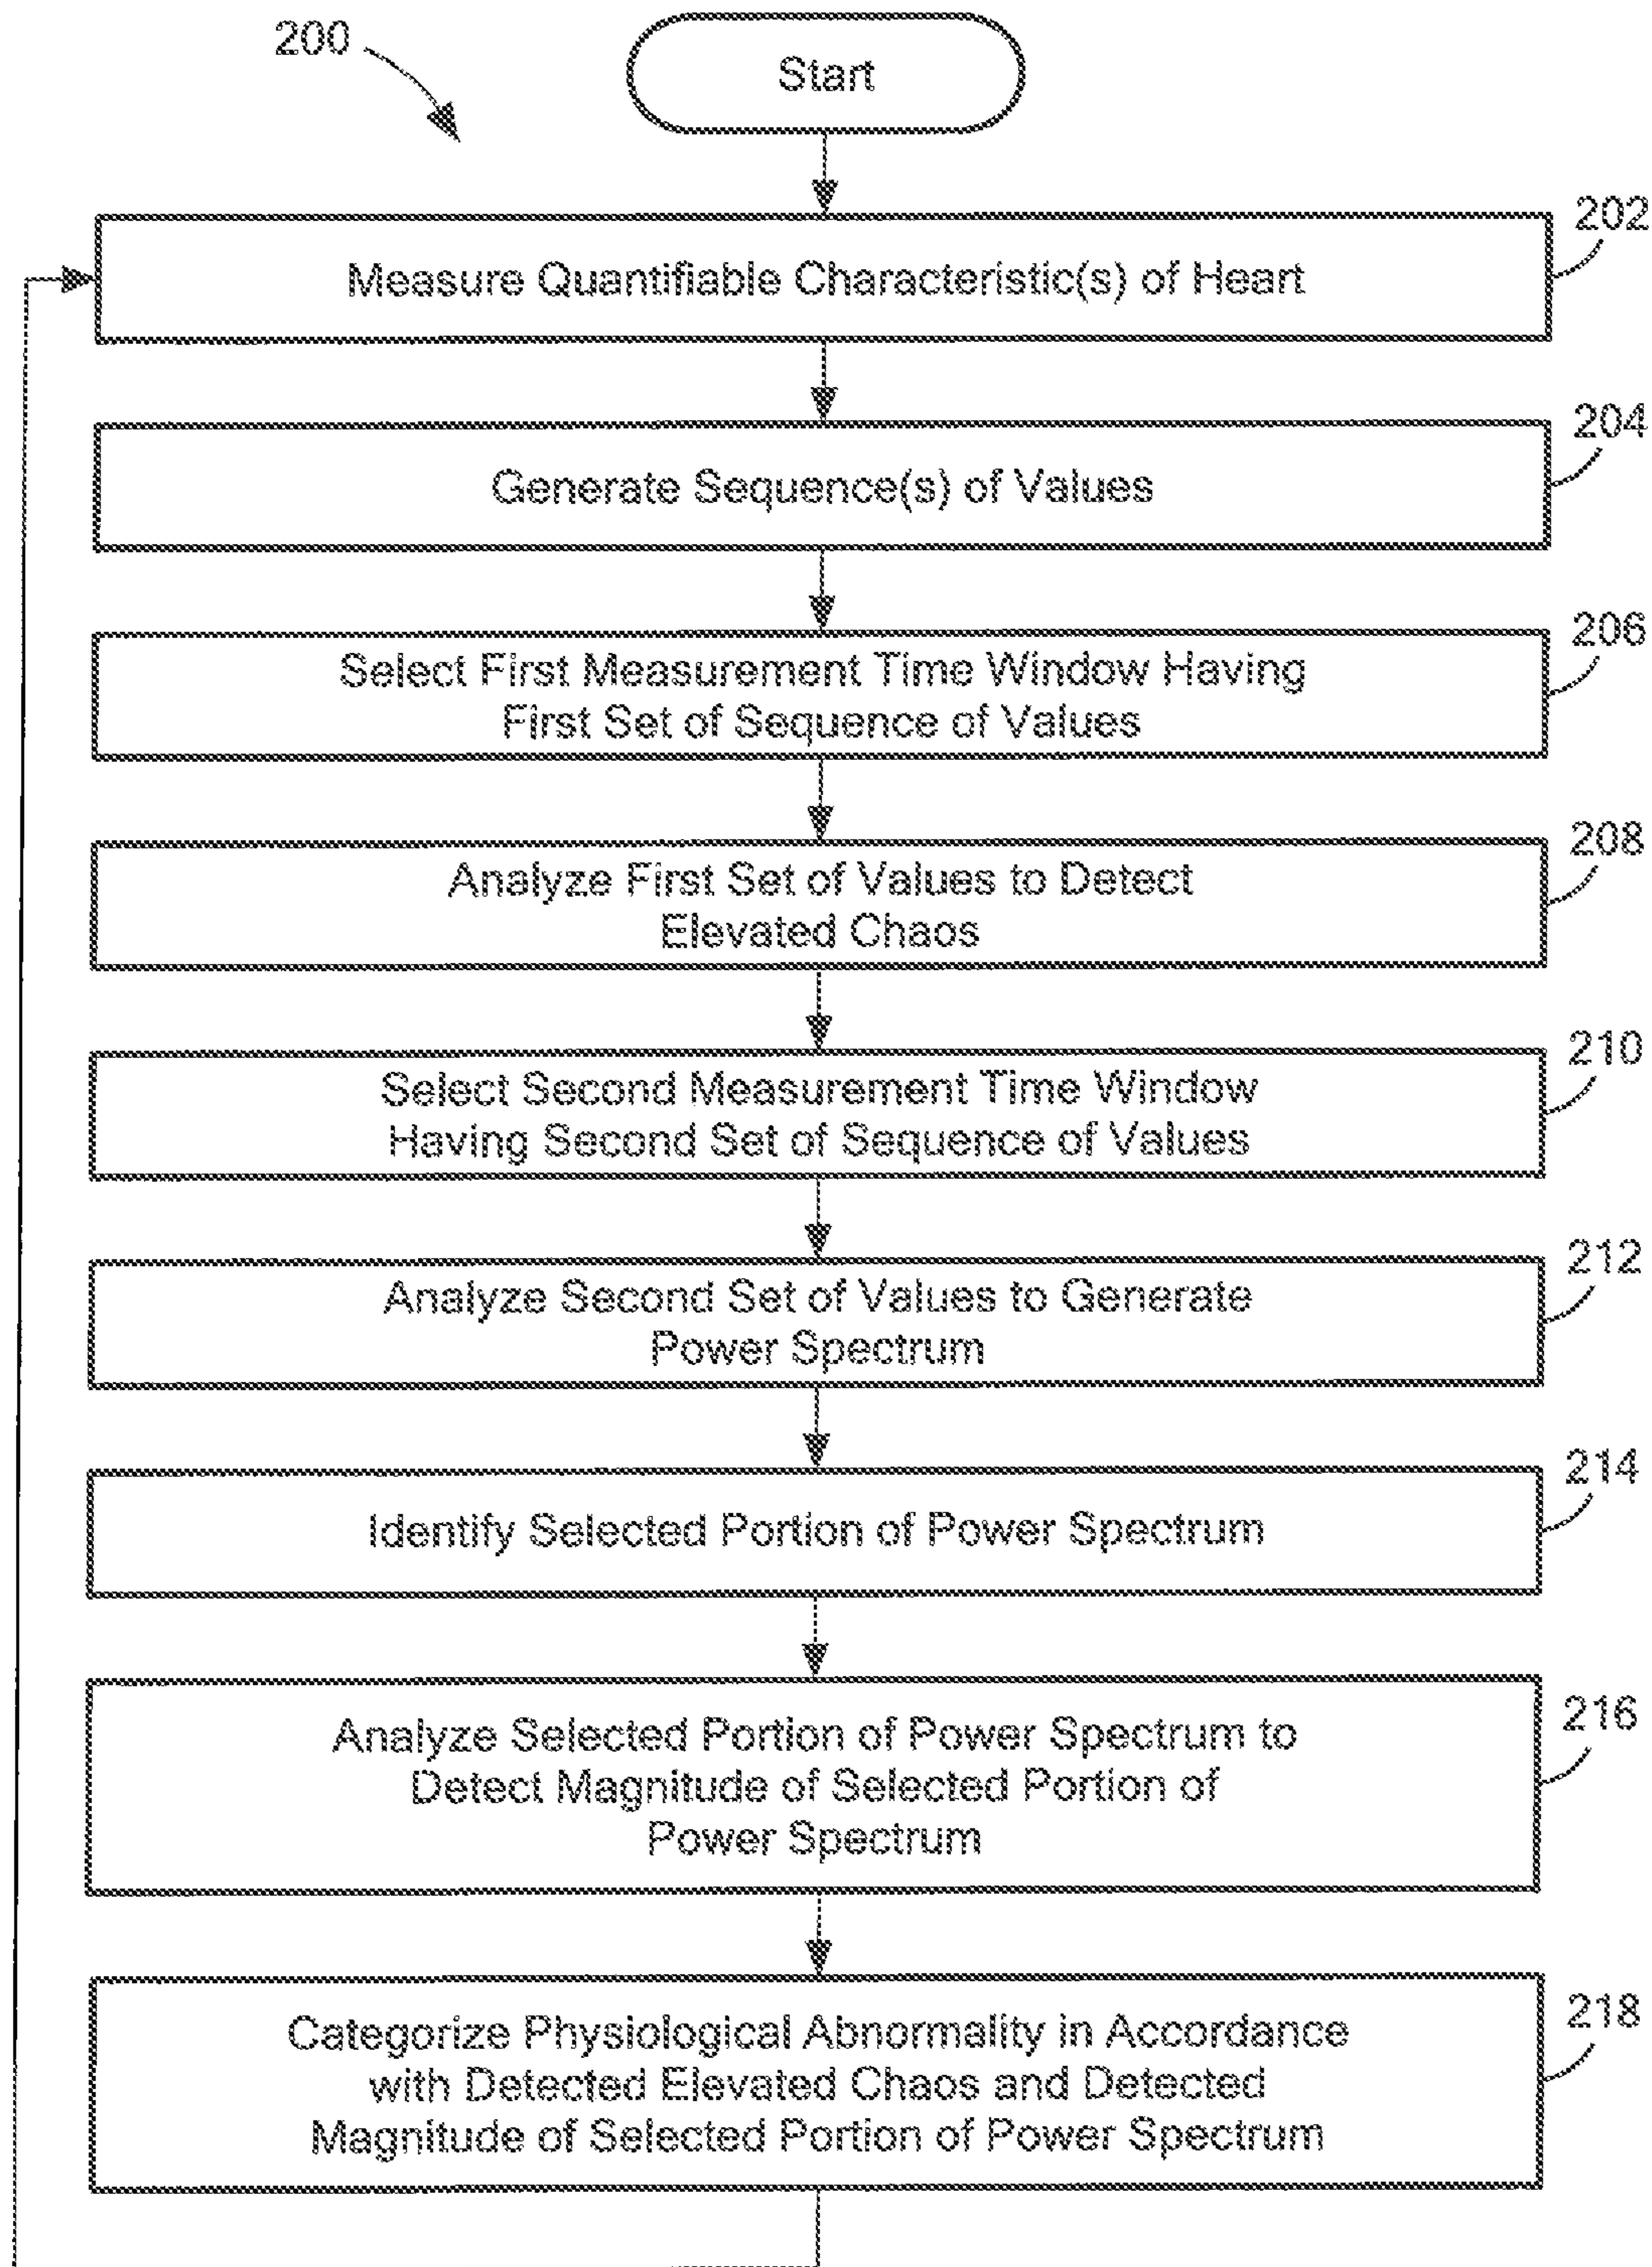 200
Start
202
Measure Quantifiable Characteristic(s) of Heart
204
Generate Sequence(s) of Values
206
Select First Measurement Time Window Having
First Set of Sequence of Values
208
Analyze First Set of Values to Detect
Elevated Chaos
210
Select Second Measurement Time Window
Having Second Set of Sequence of Values
212
Analyze Second Set of Values to Generate
Power Spectrum
214
Identify Selected Portion of Power Spectrum
216
Analyze Selected Portion of Power Spectrum to
Detect Magnitude of Selected Portion of
Power Spectrum
218
Categorize Physiological Abnormality in Accordance
with Detected Elevated Chaos and Detected
Magnitude of Selected Portion of Power Spectrum